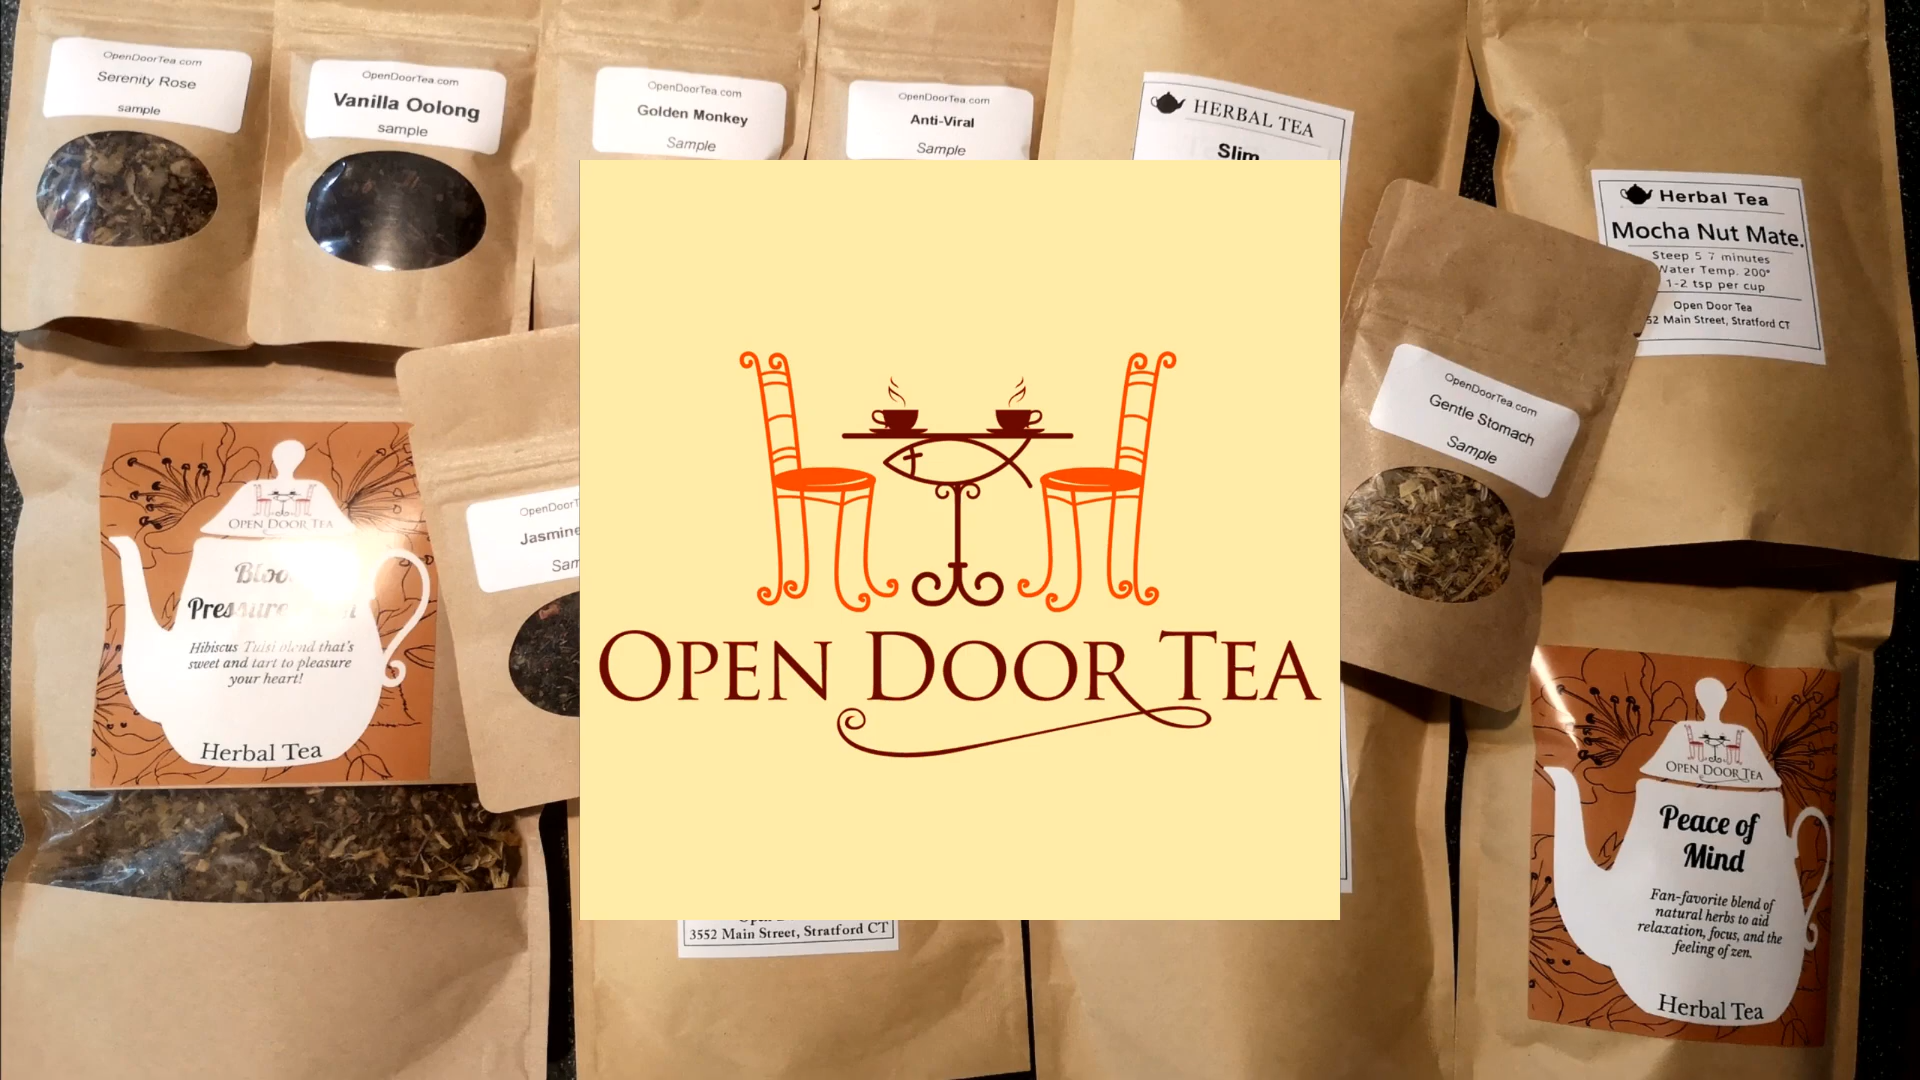 OpenDoorTea.com
Serenity Rose
sample
OpenDoorTea.com
Vanilla Oolong
sample
OpenDoorTea.com
Golden Monkey
Sample
OpenDoorTea.com
Anti-Viral
Sample
HERBAL TEA
Slim
Herbal Tea
Mocha Nut Mate.
Steep 5 7 minutes
Water Temp. 200°
1-2 tsp per cup
Open Door Tea
52 Main Street, Stratford CT
OpenDoorTea.com
Gentle Stomach
Sample
OPEN DOOR TEA
Hibiscus Tulsi blend that's
sweet and tart to pleasure
your heart!
Herbal Tea
Jasmine
OPEN DOOR TEA
3552 Main Street, Stratford CT
OPEN DOOR TEA
Peace of
Mind
Fan-favorite blend of
natural herbs to aid
relaxation, focus, and the
feeling of zen.
Herbal Tea